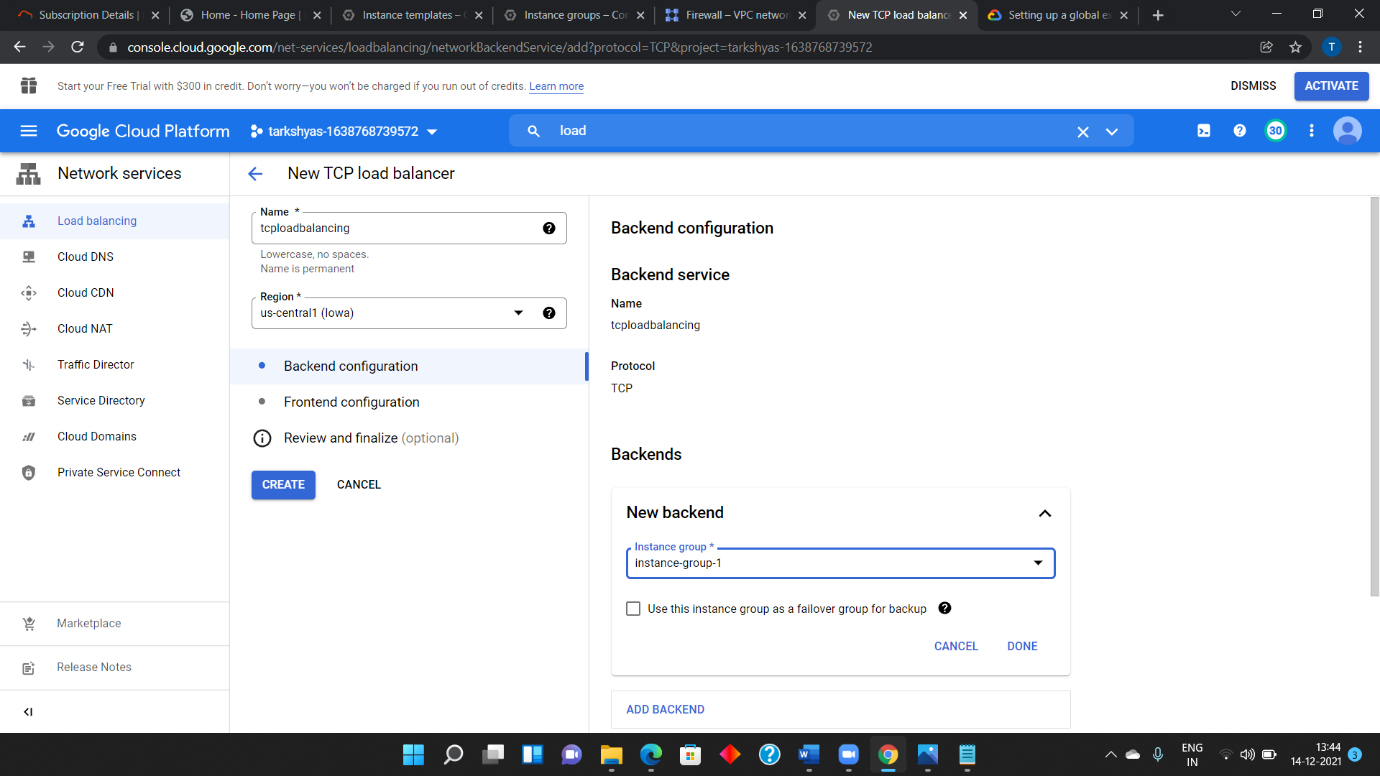 Subscription Details |
Home - Home Page |
Instance templates – 
Instance groups – Co
Firewall – VPC networ
New TCP load balanc
Setting up a global e
console.cloud.google.com/net-services/loadbalancing/networkBackendService/add?protocol=TCP&project=tarkshyas-1638768739572
T
Start your Free Trial with $300 in credit. Don't worry—you won't be charged if you run out of credits. Learn more
DISMISS
ACTIVATE
Google Cloud Platform
tarkshyas-1638768739572
load
30
Network services
New TCP load balancer
Load balancing
Cloud DNS
Cloud CDN
Cloud NAT
Traffic Director
Service Directory
Cloud Domains
Private Service Connect
Marketplace
Release Notes
Name *
tcploadbalancing
Lowercase, no spaces.
Name is permanent
Region *
us-central1 (Iowa)
Backend configuration
Frontend configuration
Review and finalize (optional)
CREATE
CANCEL
Backend configuration
Backend service
Name
tcploadbalancing
Protocol
TCP
Backends
New backend
Instance group *
instance-group-1
Use this instance group as a failover group for backup
CANCEL
DONE
ADD BACKEND
ENG
IN
13:44
14-12-2021
3